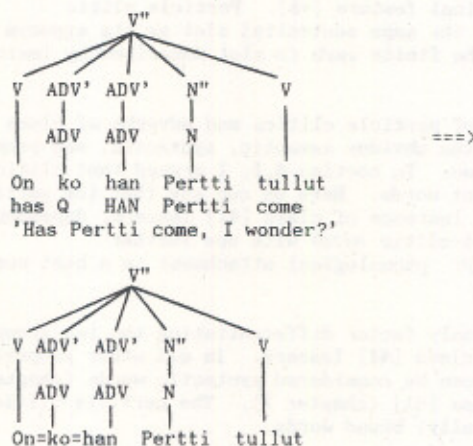 V"
V ADV' ADV' N" V
ADV ADV N
===>
On ko han Pertti tullut
has Q HAN Pertti come
'Has Pertti come, I wonder?'
V"
V ADV' ADV' N" V
ADV ADV N
On=ko=han Pertti tullut